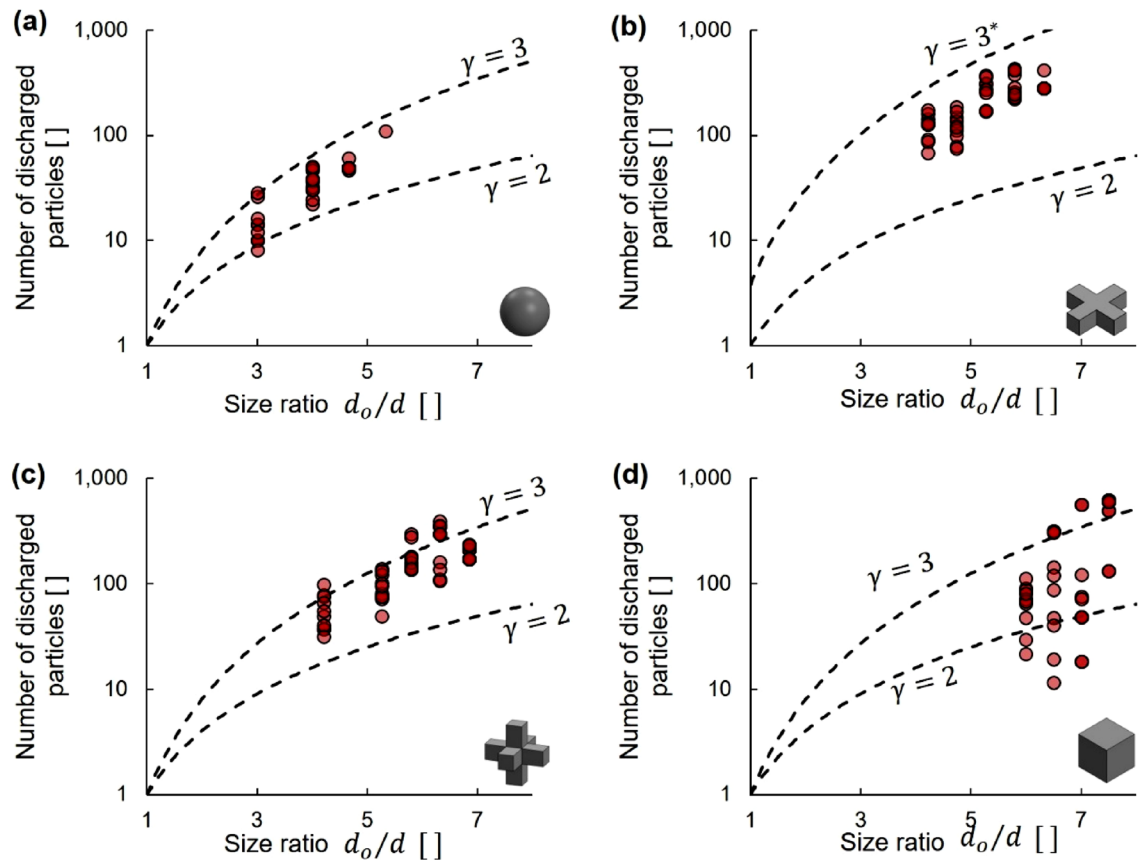 (a)
1,000
100
10
1
Number of discharged
particles [ ]
γ = 3
γ = 2
1 3 5 7
Size ratio d_o/d [ ]
(b)
1,000
100
10
1
Number of discharged
particles [ ]
γ = 3*
γ = 2
1 3 5 7
Size ratio d_o/d [ ]
(c)
1,000
100
10
1
Number of discharged
particles [ ]
γ = 3
γ = 2
1 3 5 7
Size ratio d_o/d [ ]
(d)
1,000
100
10
1
Number of discharged
particles [ ]
γ = 3
γ = 2
1 3 5 7
Size ratio d_o/d [ ]